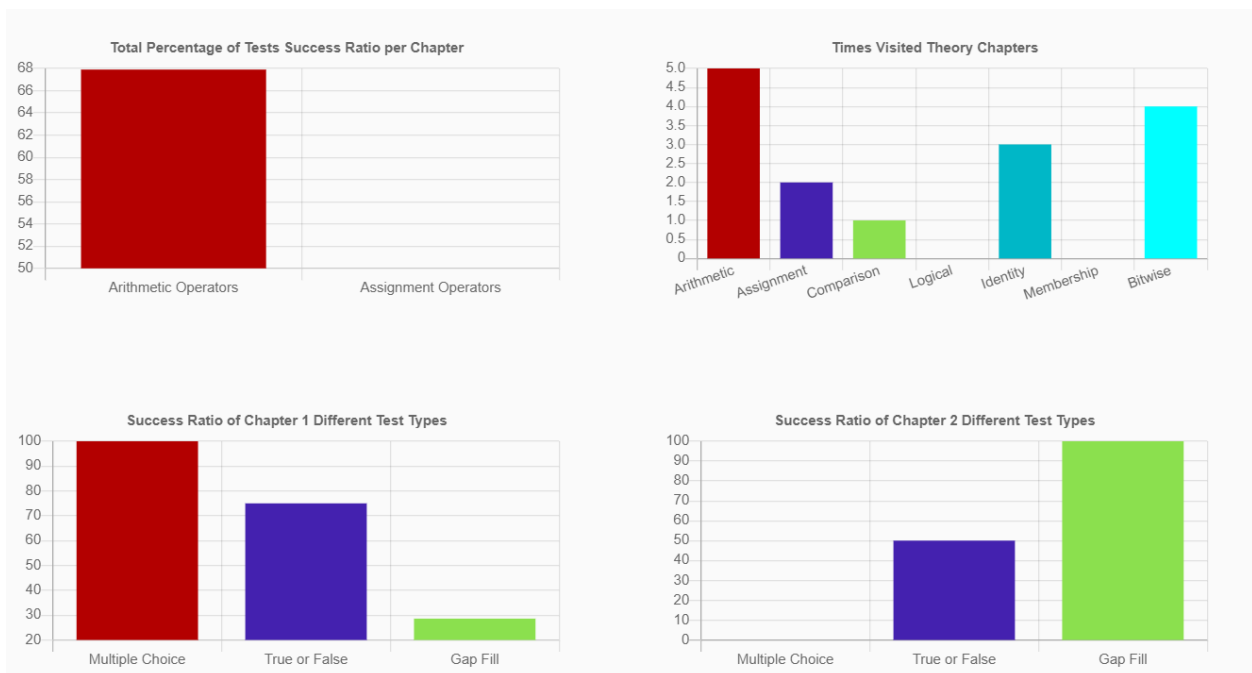 Total Percentage of Tests Success Ratio per Chapter
68
66
64
62
60
58
56
54
52
50
Arithmetic Operators
Assignment Operators
Times Visited Theory Chapters
5.0
4.5
4.0
3.5
3.0
2.5
2.0
1.5
1.0
0.5
0
Arithmetic
Assignment
Comparison
Logical
Identity
Membership
Bitwise
Success Ratio of Chapter 1 Different Test Types
100
90
80
70
60
50
40
30
20
Multiple Choice
True or False
Gap Fill
Success Ratio of Chapter 2 Different Test Types
100
90
80
70
60
50
40
30
20
10
0
Multiple Choice
True or False
Gap Fill